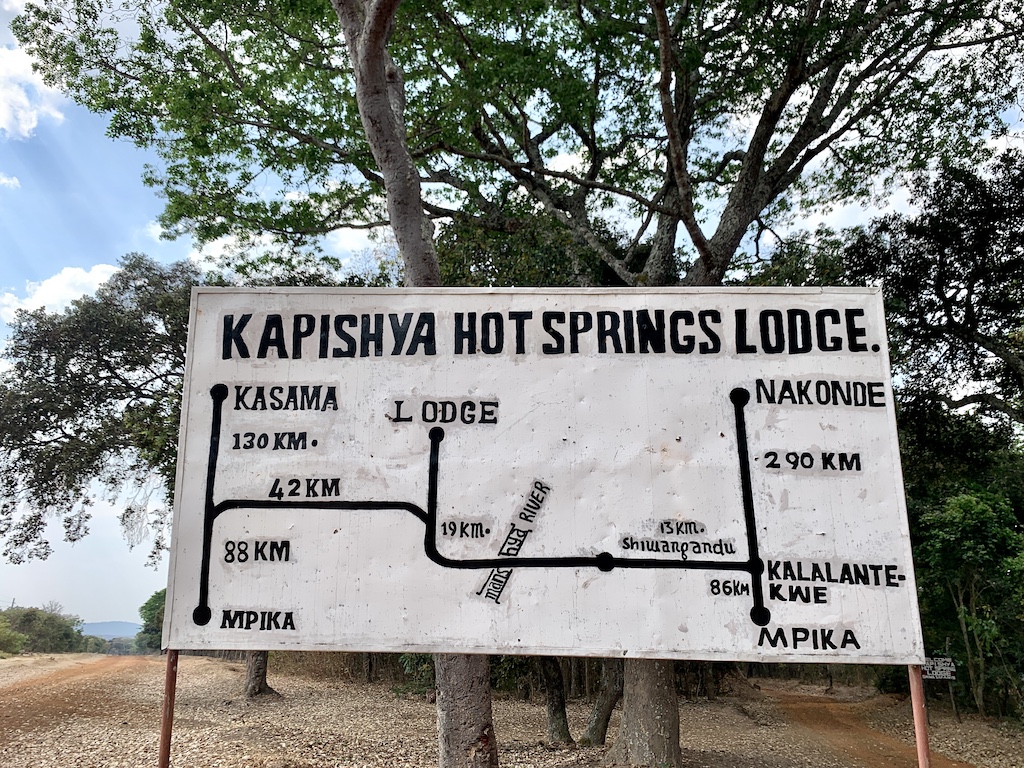 KAPISHYA HOT SPRINGS LODGE.
KASAMA
LODGE
NAKONDE
130 KM.
290 KM
42 KM
19 KM.
RIVER
13 KM.
Shiwangandu
88 KM
86 KM
KALALANTE-
KWE
MPIKA
MPIKA
LODGE